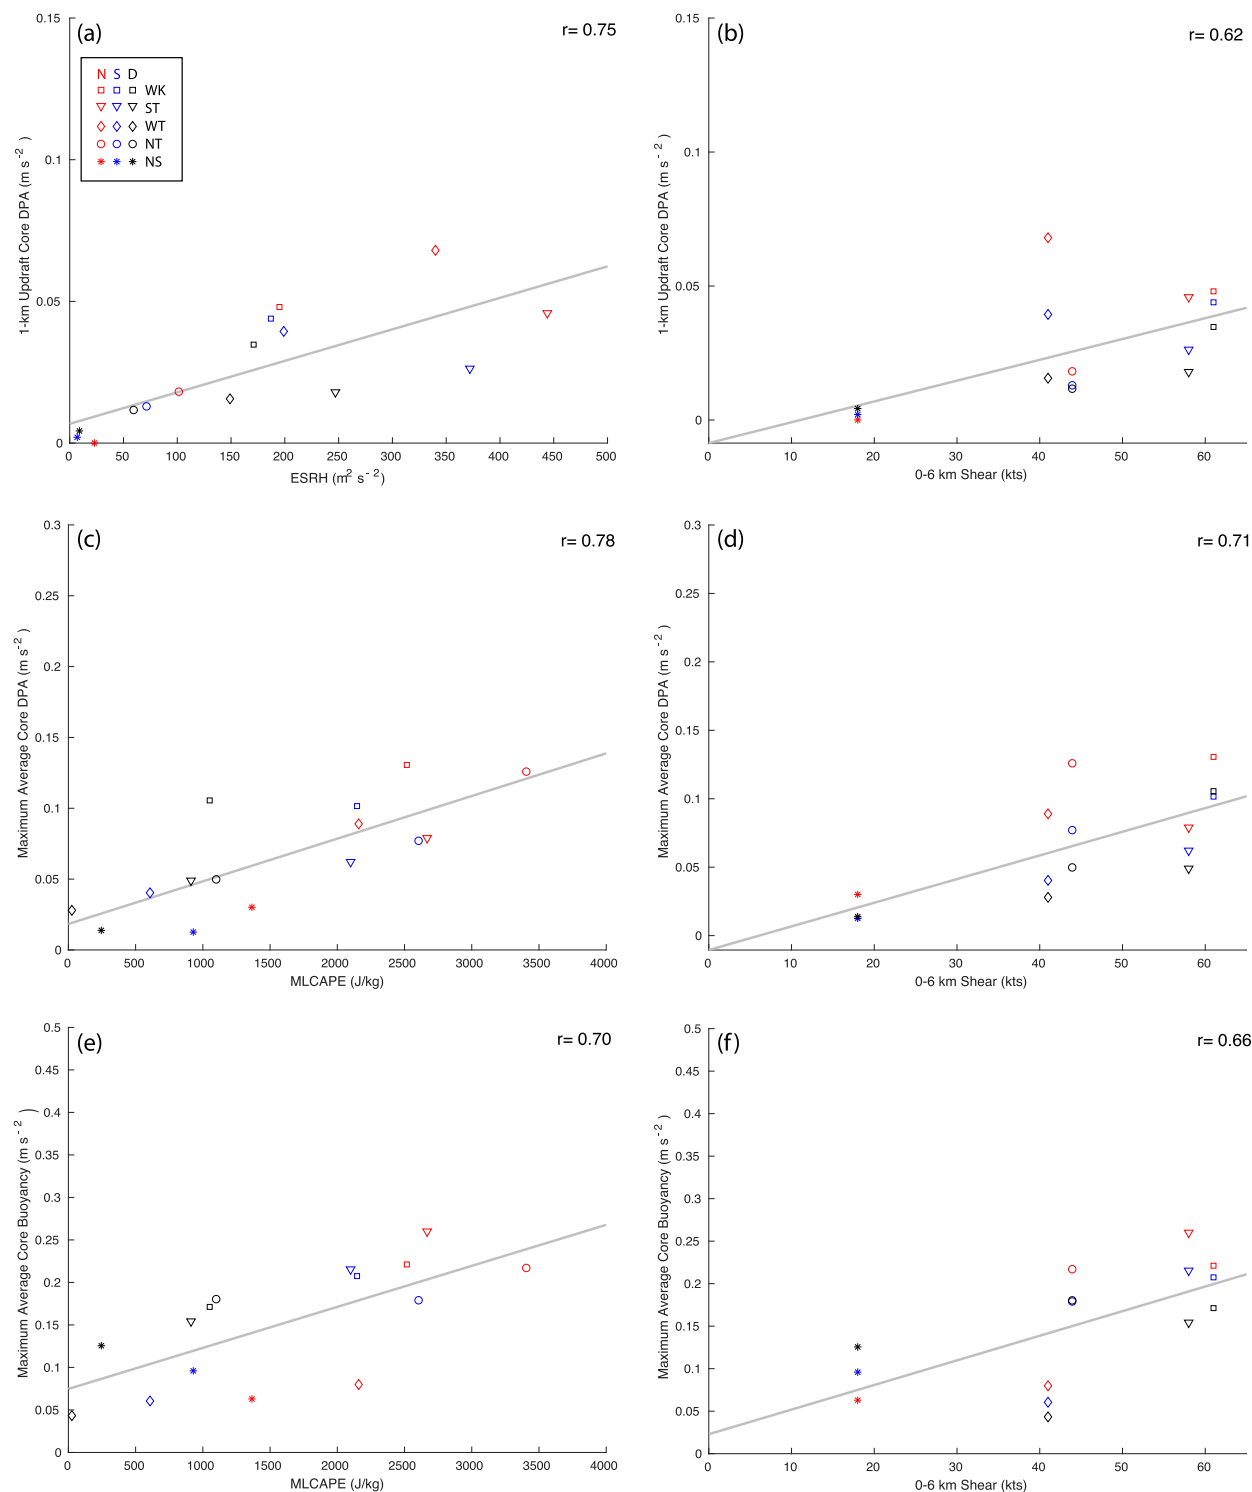 (a)
r= 0.75
N S D
WK
ST
WT
NT
NS
0.15
0.1
0.05
0
1-km Updraft Core DPA (m s⁻²)
0 50 100 150 200 250 300 350 400 450 500
ESRH (m² s⁻²)
(b)
r= 0.62
0.15
0.1
0.05
0
1-km Updraft Core DPA (m s⁻²)
0 10 20 30 40 50 60
0-6 km Shear (kts)
(c)
r= 0.78
0.3
0.25
0.2
0.15
0.1
0.05
0
Maximum Average Core DPA (m s⁻²)
0 500 1000 1500 2000 2500 3000 3500 4000
MLCAPE (J/kg)
(d)
r= 0.71
0.3
0.25
0.2
0.15
0.1
0.05
0
Maximum Average Core DPA (m s⁻²)
0 10 20 30 40 50 60
0-6 km Shear (kts)
(e)
r= 0.70
0.5
0.45
0.4
0.35
0.3
0.25
0.2
0.15
0.1
0.05
0
Maximum Average Core Buoyancy (m s⁻²)
0 500 1000 1500 2000 2500 3000 3500 4000
MLCAPE (J/kg)
(f)
r= 0.66
0.5
0.45
0.4
0.35
0.3
0.25
0.2
0.15
0.1
0.05
0
Maximum Average Core Buoyancy (m s⁻²)
0 10 20 30 40 50 60
0-6 km Shear (kts)